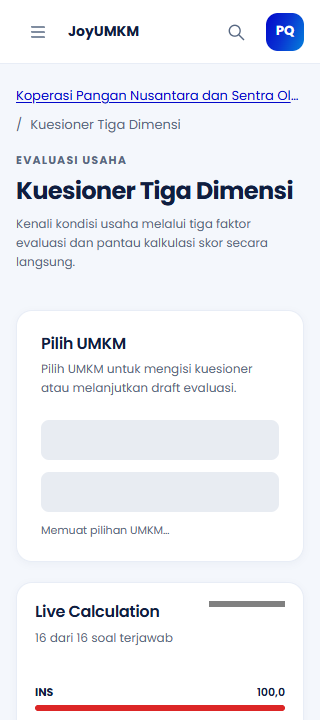 JoyUMKM
PQ
Koperasi Pangan Nusantara dan Sentra Ol...
/ Kuesioner Tiga Dimensi
EVALUASI USAHA
Kuesioner Tiga Dimensi
Kenali kondisi usaha melalui tiga faktor
evaluasi dan pantau kalkulasi skor secara
langsung.
Pilih UMKM
Pilih UMKM untuk mengisi kuesioner
atau melanjutkan draft evaluasi.
Memuat pilihan UMKM...
Live Calculation
16 dari 16 soal terjawab
INS 100,0